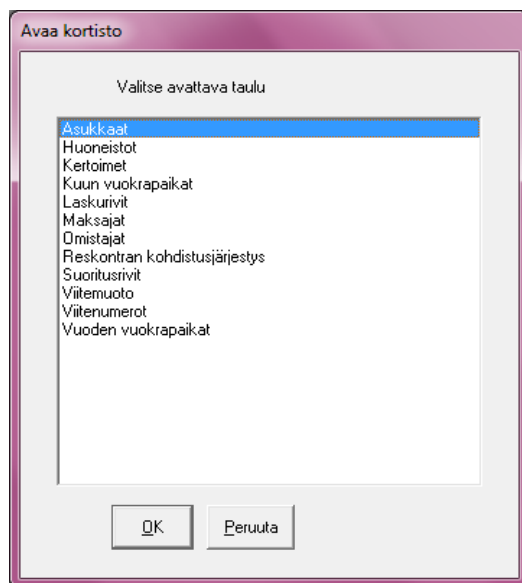 Avaa kortisto
Valitse avattava taulu
Asukkaat
Huoneistot
Kertoimet
Kuun vuokrapaikat
Laskurivit
Maksajat
Omistajat
Reskontran kohdistusjärjestys
Suoritusrivit
Viitemuoto
Viitenumerot
Vuoden vuokrapaikat
OK Peruuta